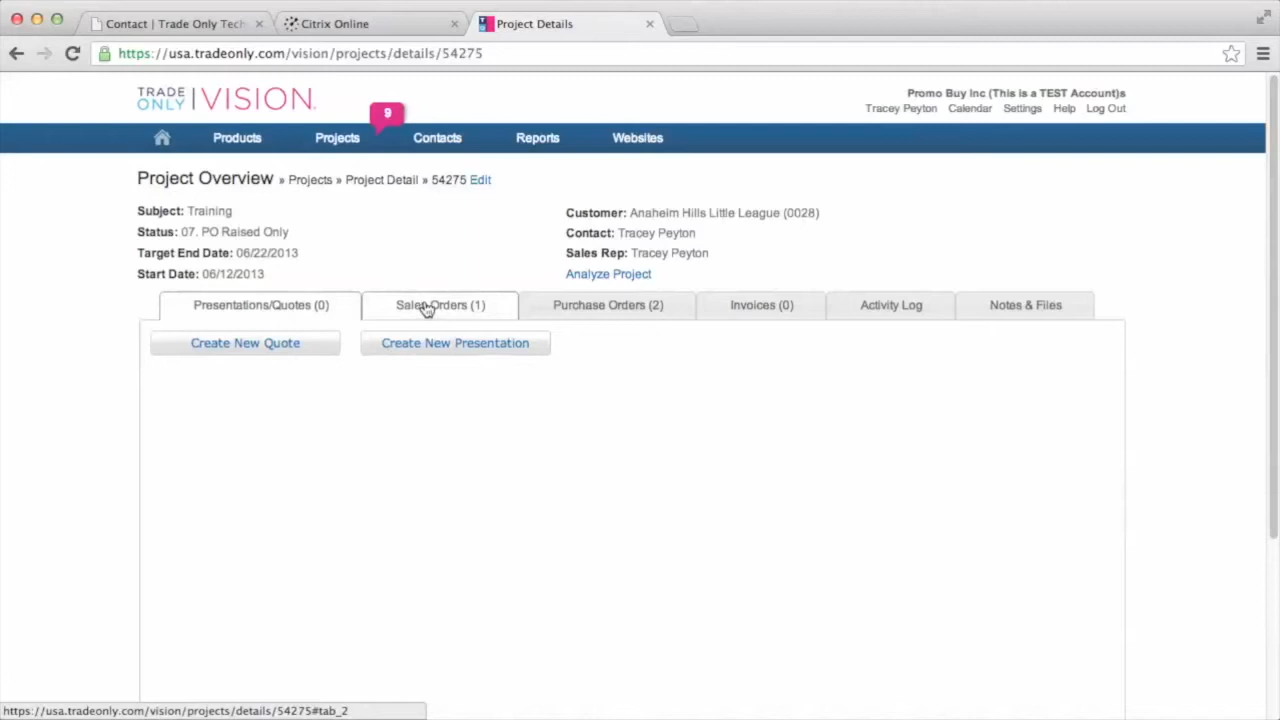 Contact | Trade Only Tech
Citrix Online
Project Details
https://usa.tradeonly.com/vision/projects/details/54275
TRADE ONLY | VISION.
Promo Buy Inc (This is a TEST Account)s
Tracey Peyton Calendar Settings Help Log Out
9
Products Projects Contacts Reports Websites
Project Overview » Projects » Project Detail » 54275 Edit
Subject: Training
Status: 07. PO Raised Only
Target End Date: 06/22/2013
Start Date: 06/12/2013
Customer: Anaheim Hills Little League (0028)
Contact: Tracey Peyton
Sales Rep: Tracey Peyton
Analyze Project
Presentations/Quotes (0) Sales Orders (1) Purchase Orders (2) Invoices (0) Activity Log Notes & Files
Create New Quote Create New Presentation
https://usa.tradeonly.com/vision/projects/details/54275#tab_2